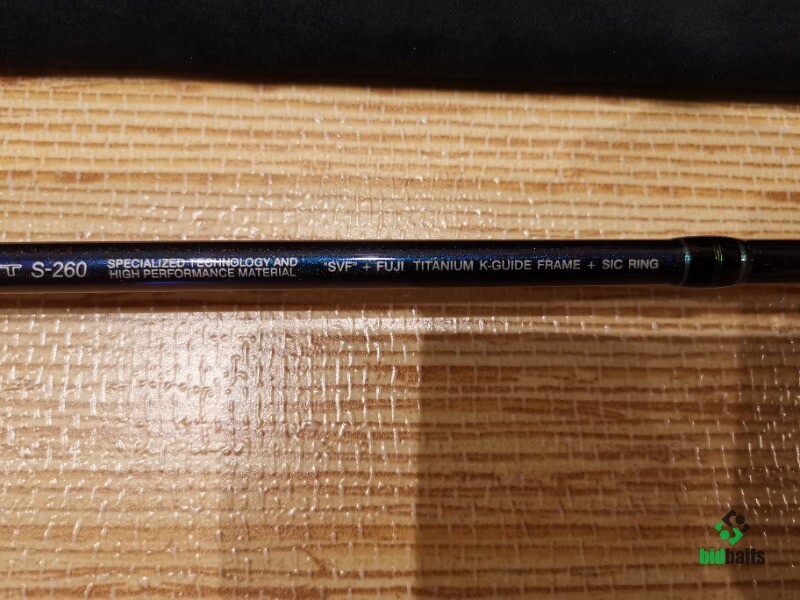 S-260
SPECIALIZED TECHNOLOGY AND
HIGH PERFORMANCE MATERIAL
"SVF" + FUJI TITANIUM K-GUIDE FRAME + SIC RING
bidbaits